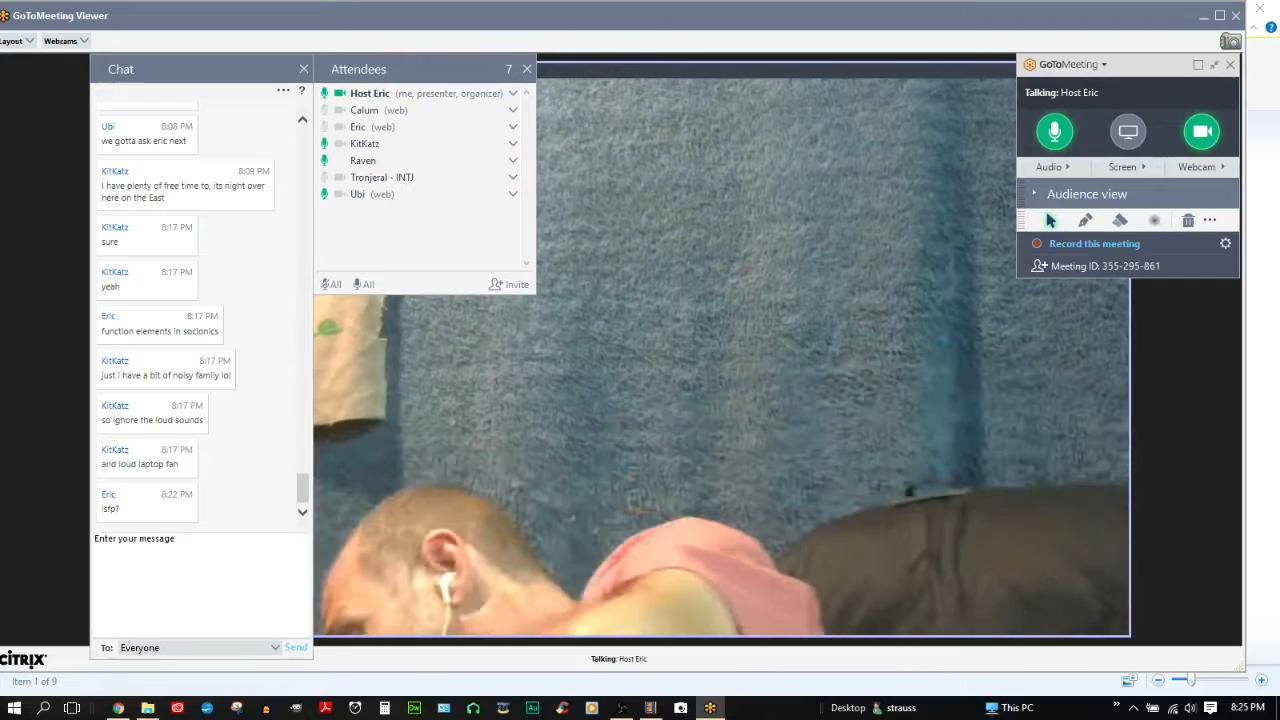 GoToMeeting Viewer
Layout
Webcams
Chat
Ubi 8:08 PM
we gotta ask eric next
KitKatz 8:09 PM
I have plenty of free time to, its night over
here on the East
KitKatz 8:17 PM
sure
KitKatz 8:17 PM
yeah
Eric 8:17 PM
function elements in socionics
KitKatz 8:17 PM
just i have a bit of noisy family lol
KitKatz 8:17 PM
so ignore the loud sounds
KitKatz 8:17 PM
and loud laptop fan
Eric 8:22 PM
isfp?
Enter your message
To: Everyone Send
Attendees 7
Host Eric (me, presenter, organizer)
Calum (web)
Eric (web)
KitKatz
Raven
Tronjeral - INTJ
Ubi (web)
All All Invite
GoToMeeting
Talking: Host Eric
Audio Screen Webcam
Audience view
Record this meeting
Meeting ID: 355-295-861
CITRIX
Talking: Host Eric
Item 1 of 9
Dw Au Desktop strauss This PC 8:25 PM